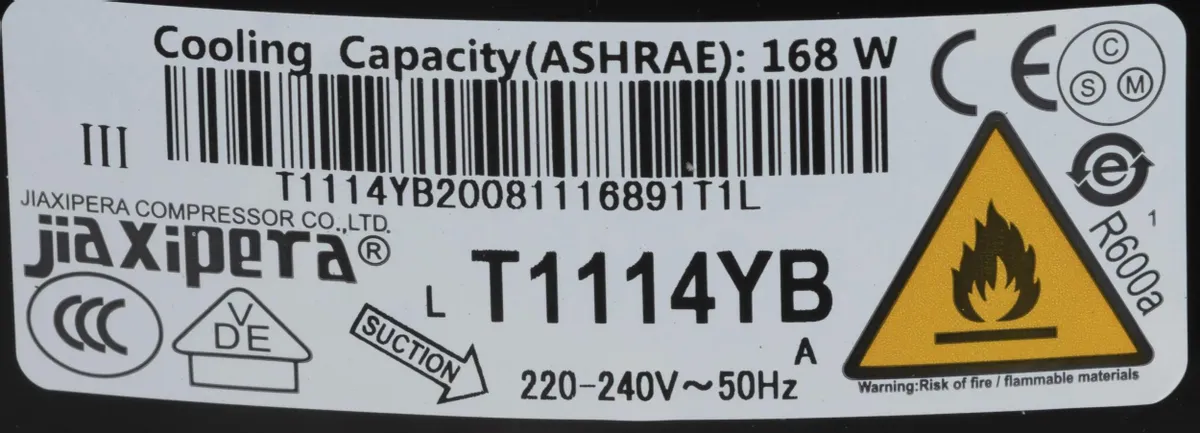 Cooling Capacity(ASHRAE): 168 W
CE
C
S M
III
T1114YB20081116891T1L
JIAXIPERA COMPRESSOR CO.,LTD.
jiaxipera®
L T1114YB
A
e
1
R600a
CCC
V
DE
SUCTION
220-240V~50Hz
Warning:Risk of fire / flammable materials